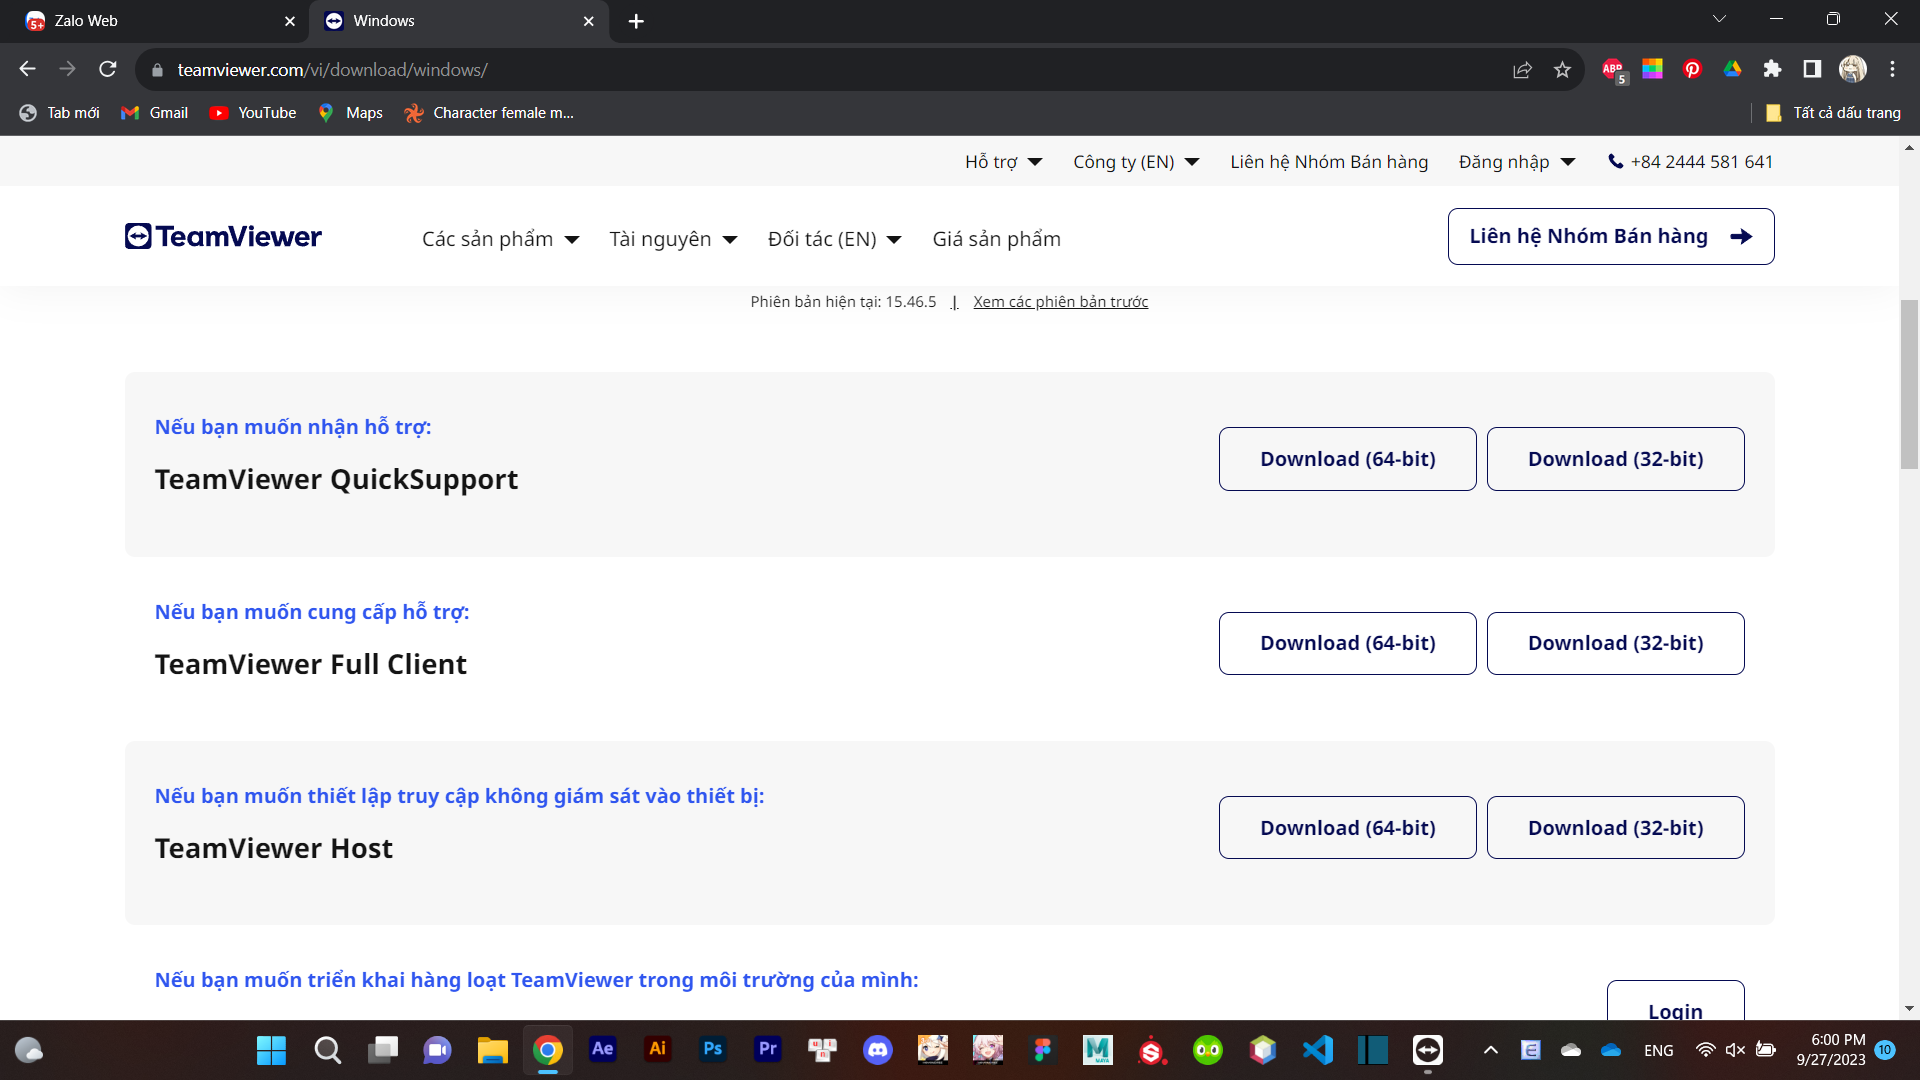 Zalo Web
Windows
teamviewer.com/vi/download/windows/
ABP
5
Tab mới
Gmail
YouTube
Maps
Character female m...
Tất cả dấu trang
Hỗ trợ
Công ty (EN)
Liên hệ Nhóm Bán hàng
Đăng nhập
+84 2444 581 641
TeamViewer
Các sản phẩm
Tài nguyên
Đối tác (EN)
Giá sản phẩm
Liên hệ Nhóm Bán hàng
Phiên bản hiện tại: 15.46.5 | Xem các phiên bản trước
Nếu bạn muốn nhận hỗ trợ:
TeamViewer QuickSupport
Download (64-bit)
Download (32-bit)
Nếu bạn muốn cung cấp hỗ trợ:
TeamViewer Full Client
Download (64-bit)
Download (32-bit)
Nếu bạn muốn thiết lập truy cập không giám sát vào thiết bị:
TeamViewer Host
Download (64-bit)
Download (32-bit)
Nếu bạn muốn triển khai hàng loạt TeamViewer trong môi trường của mình:
Login
Ae
Ai
Ps
Pr
M
ENG
6:00 PM
9/27/2023
10